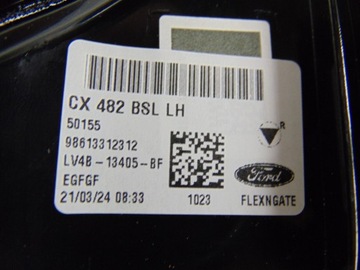 CX 482 BSL LH
50155
R
98613312312
LV4B-13405-BF
Ford
EGFGF
21/03/24 08:33
1023
FLEXNGATE